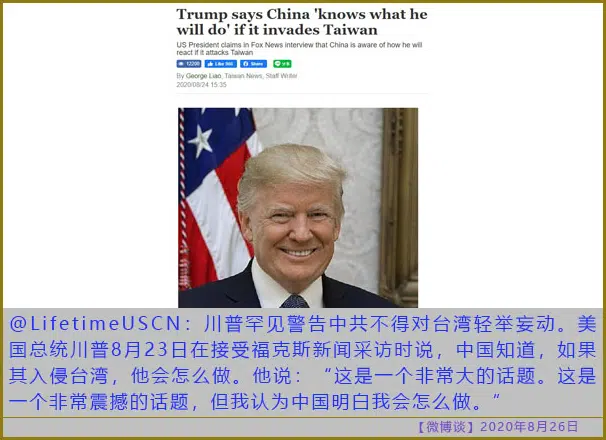 Trump says China 'knows what he
will do' if it invades Taiwan
US President claims in Fox News interview that China is aware of how he will
react if it attacks Taiwan
12200 Like 96K Share
By George Liao, Taiwan News, Staff Writer
2020/08/24 15:35
@LifetimeUSCN：川普罕见警告中共不得对台湾轻举妄动。美
国总统川普8月23日在接受福克斯新闻采访时说，中国知道，如果
其入侵台湾，他会怎么做。他说：“这是一个非常大的话题。这是
一个非常震撼的话题，但我认为中国明白我会怎么做。”
【微博谈】2020年8月26日